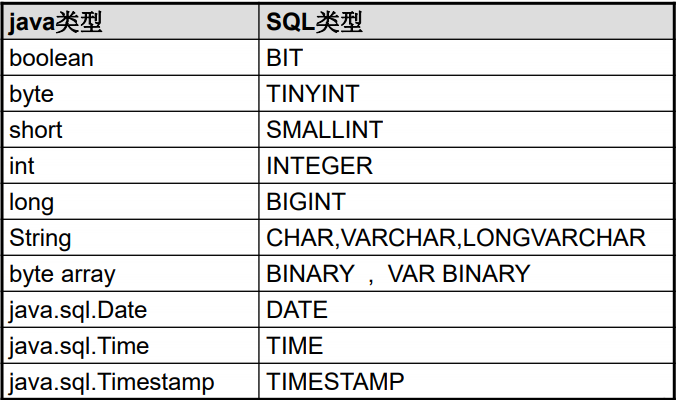 java类型 SQL类型
boolean BIT
byte TINYINT
short SMALLINT
int INTEGER
long BIGINT
String CHAR,VARCHAR,LONGVARCHAR
byte array BINARY , VAR BINARY
java.sql.Date DATE
java.sql.Time TIME
java.sql.Timestamp TIMESTAMP